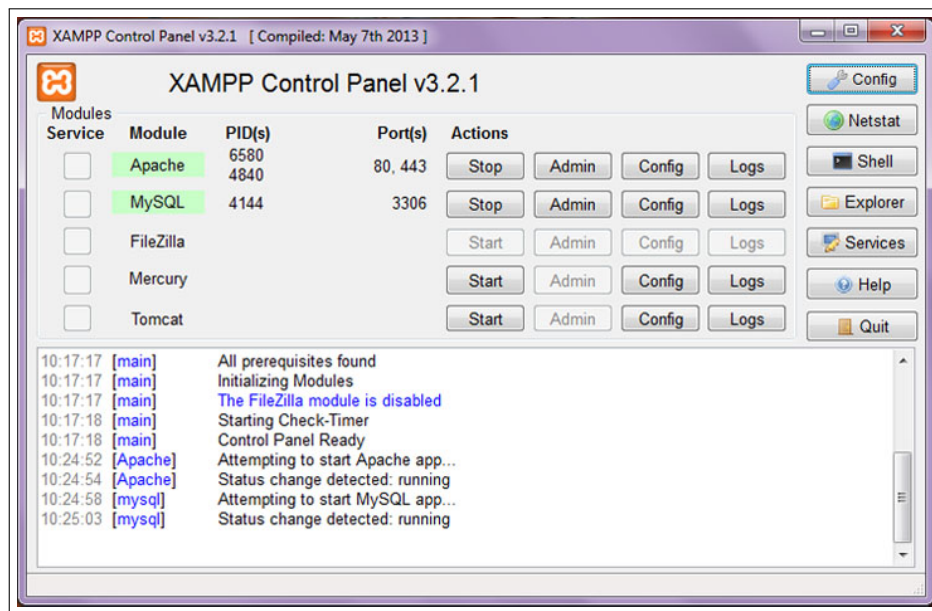 XAMPP Control Panel v3.2.1 [ Compiled: May 7th 2013 ]
XAMPP Control Panel v3.2.1
Config
Modules
Service Module PID(s) Port(s) Actions
Netstat
Apache 6580 4840 80, 443 Stop Admin Config Logs
Shell
MySQL 4144 3306 Stop Admin Config Logs
Explorer
FileZilla Start Admin Config Logs
Services
Mercury Start Admin Config Logs
Help
Tomcat Start Admin Config Logs
Quit
10:17:17 [main] All prerequisites found
10:17:17 [main] Initializing Modules
10:17:17 [main] The FileZilla module is disabled
10:17:18 [main] Starting Check-Timer
10:17:18 [main] Control Panel Ready
10:24:52 [Apache] Attempting to start Apache app...
10:24:54 [Apache] Status change detected: running
10:24:58 [mysql] Attempting to start MySQL app...
10:25:03 [mysql] Status change detected: running